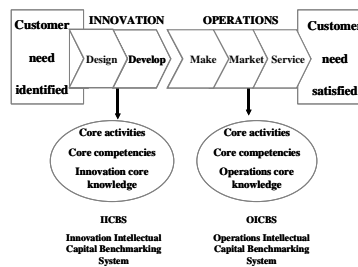 Customer
need
identified
INNOVATION
OPERATIONS
Customer
need
satisfied
Design
Develop
Make
Market
Service
Core activities
Core competencies
Innovation core
knowledge
Core activities
Core competencies
Operations core
knowledge
IICBS
Innovation Intellectual
Capital Benchmarking
System
OICBS
Operations Intellectual
Capital Benchmarking
System